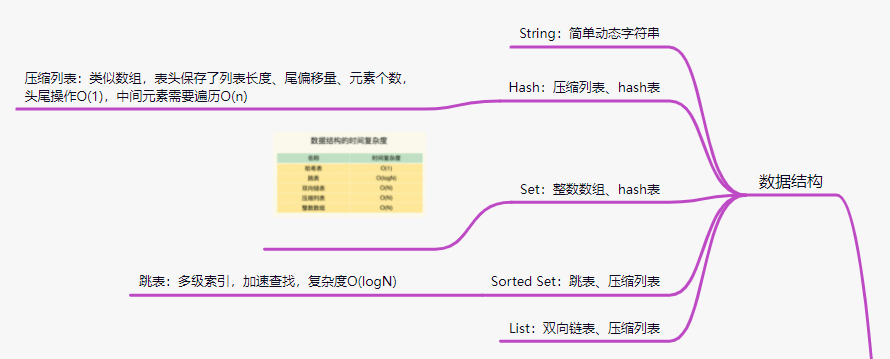 String：简单动态字符串
压缩列表：类似数组，表头保存了列表长度、尾偏移量、元素个数，
头尾操作O(1)，中间元素需要遍历O(n)
Hash：压缩列表、hash表
数据结构的时间复杂度
名称 时间复杂度
哈希表 O(1)
跳表 O(logN)
双向链表 O(N)
压缩列表 O(N)
整数数组 O(N)
Set：整数数组、hash表
数据结构
跳表：多级索引，加速查找，复杂度O(logN)
Sorted Set：跳表、压缩列表
List：双向链表、压缩列表